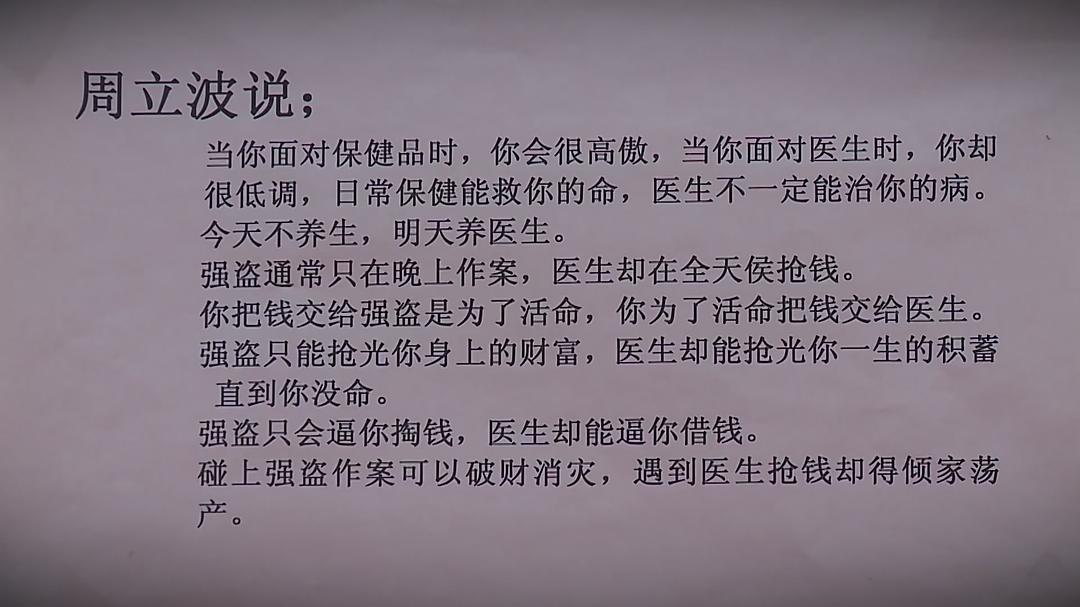 周立波说；
当你面对保健品时，你会很高傲，当你面对医生时，你却
很低调，日常保健能救你的命，医生不一定能治你的病。
今天不养生，明天养医生。
强盗通常只在晚上作案，医生却在全天侯抢钱。
你把钱交给强盗是为了活命，你为了活命把钱交给医生。
强盗只能抢光你身上的财富，医生却能抢光你一生的积蓄
直到你没命。
强盗只会逼你掏钱，医生却能逼你借钱。
碰上强盗作案可以破财消灾，遇到医生抢钱却得倾家荡
产。